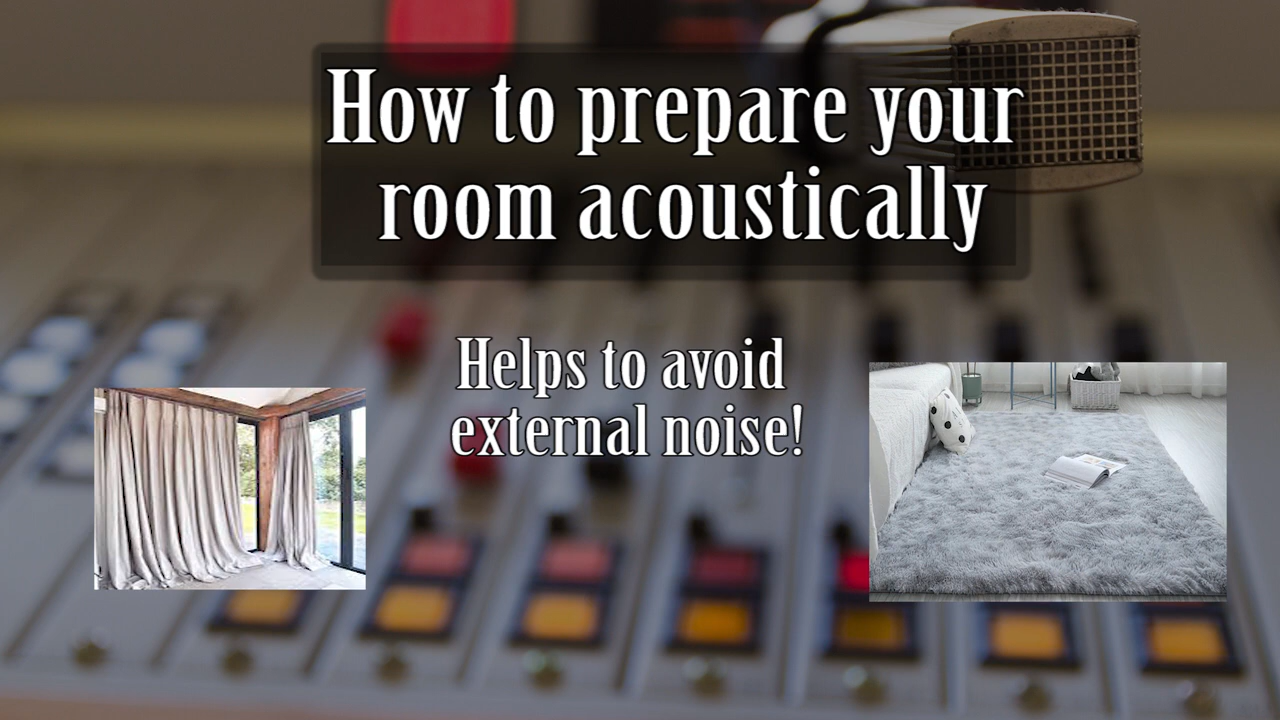 How to prepare your
room acoustically
Helps to avoid
external noise!